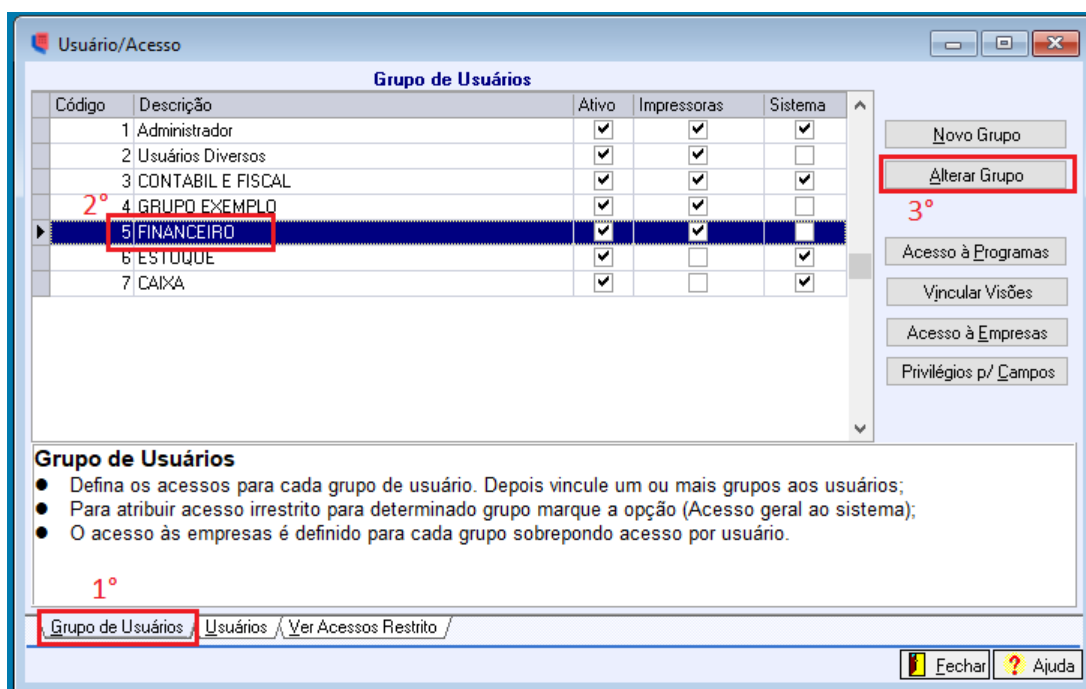 Usuário/Acesso
Grupo de Usuários
Código Descrição Ativo Impressoras Sistema
1 Administrador
2 Usuários Diversos
3 CONTABIL E FISCAL
2° 4 GRUPO EXEMPLO
5 FINANCEIRO
6 ESTOQUE
7 CAIXA
Novo Grupo
Alterar Grupo
3°
Acesso à Programas
Vincular Visões
Acesso à Empresas
Privilégios p/ Campos
Grupo de Usuários
● Defina os acessos para cada grupo de usuário. Depois vincule um ou mais grupos aos usuários;
● Para atribuir acesso irrestrito para determinado grupo marque a opção (Acesso geral ao sistema);
● O acesso às empresas é definido para cada grupo sobrepondo acesso por usuário.
1°
Grupo de Usuários / Usuários / Ver Acessos Restrito /
Fechar ? Ajuda